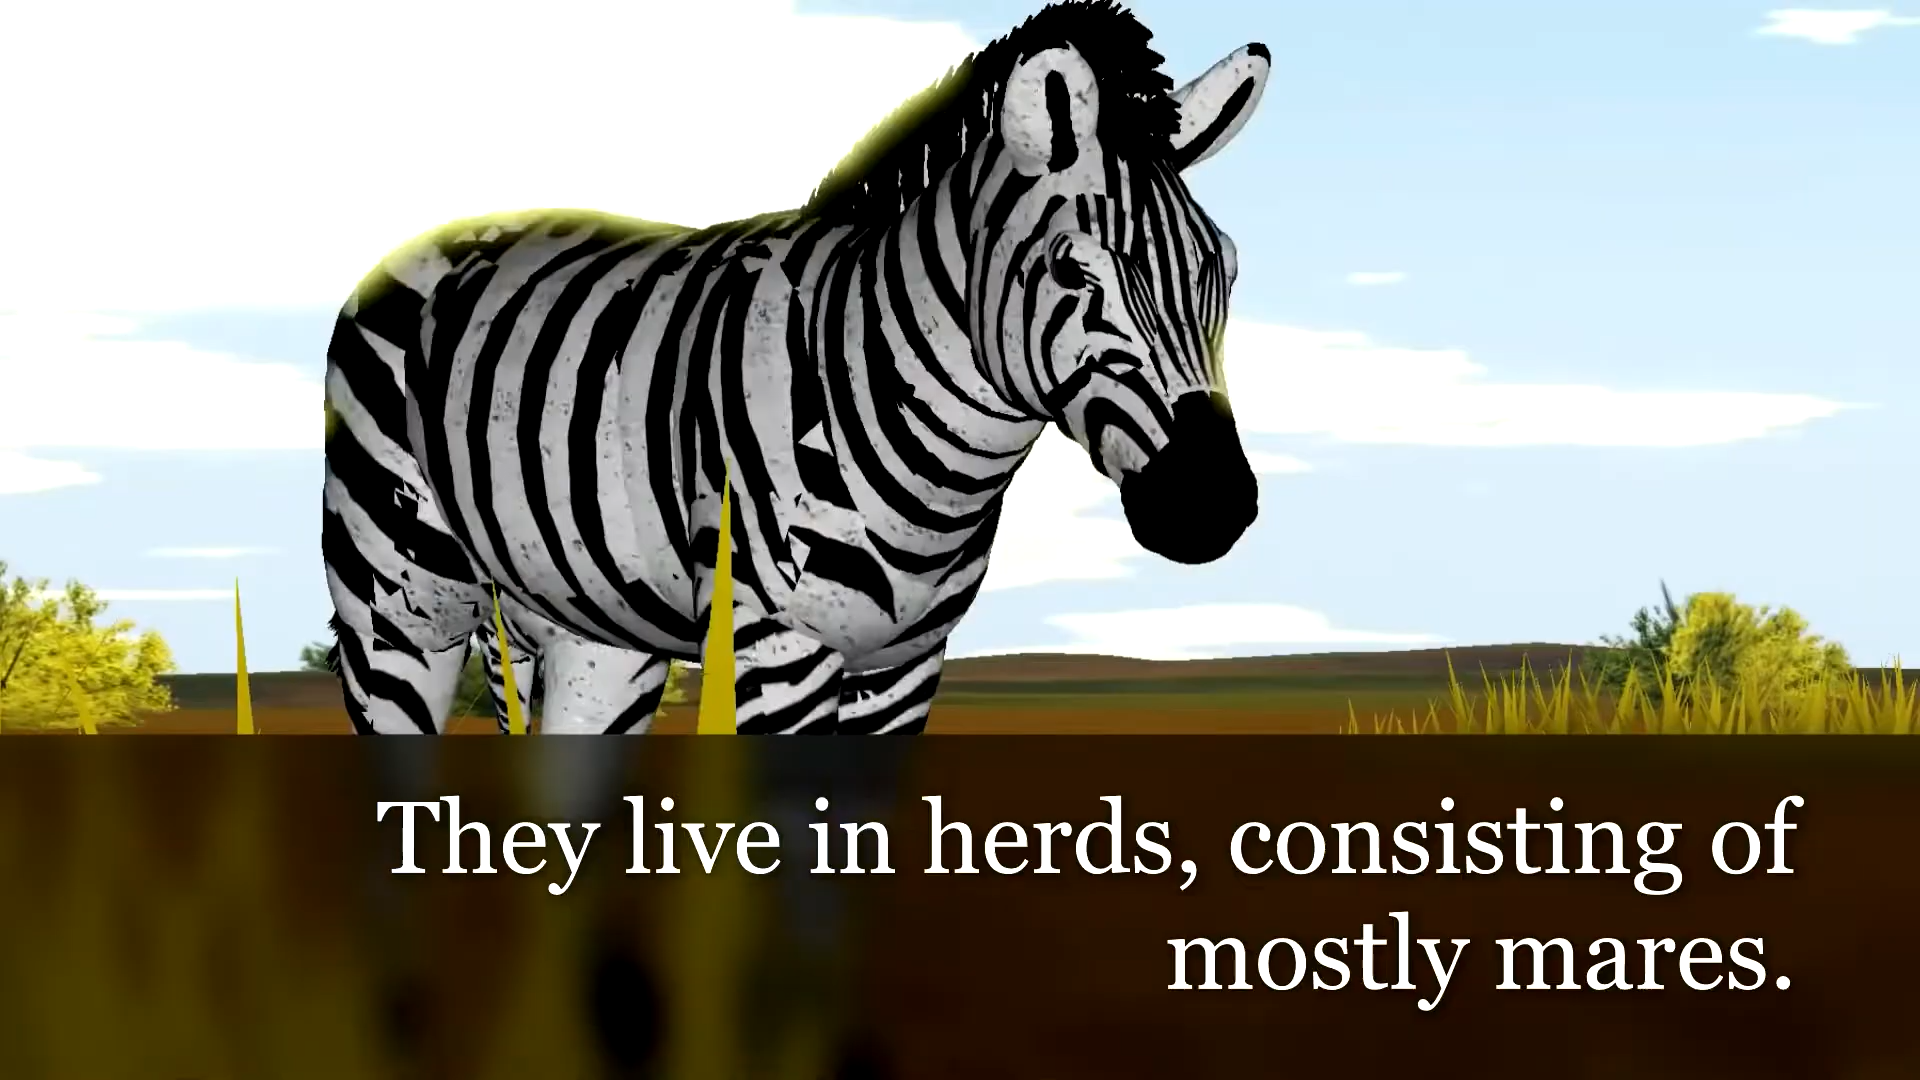 They live in herds, consisting of
mostly mares.